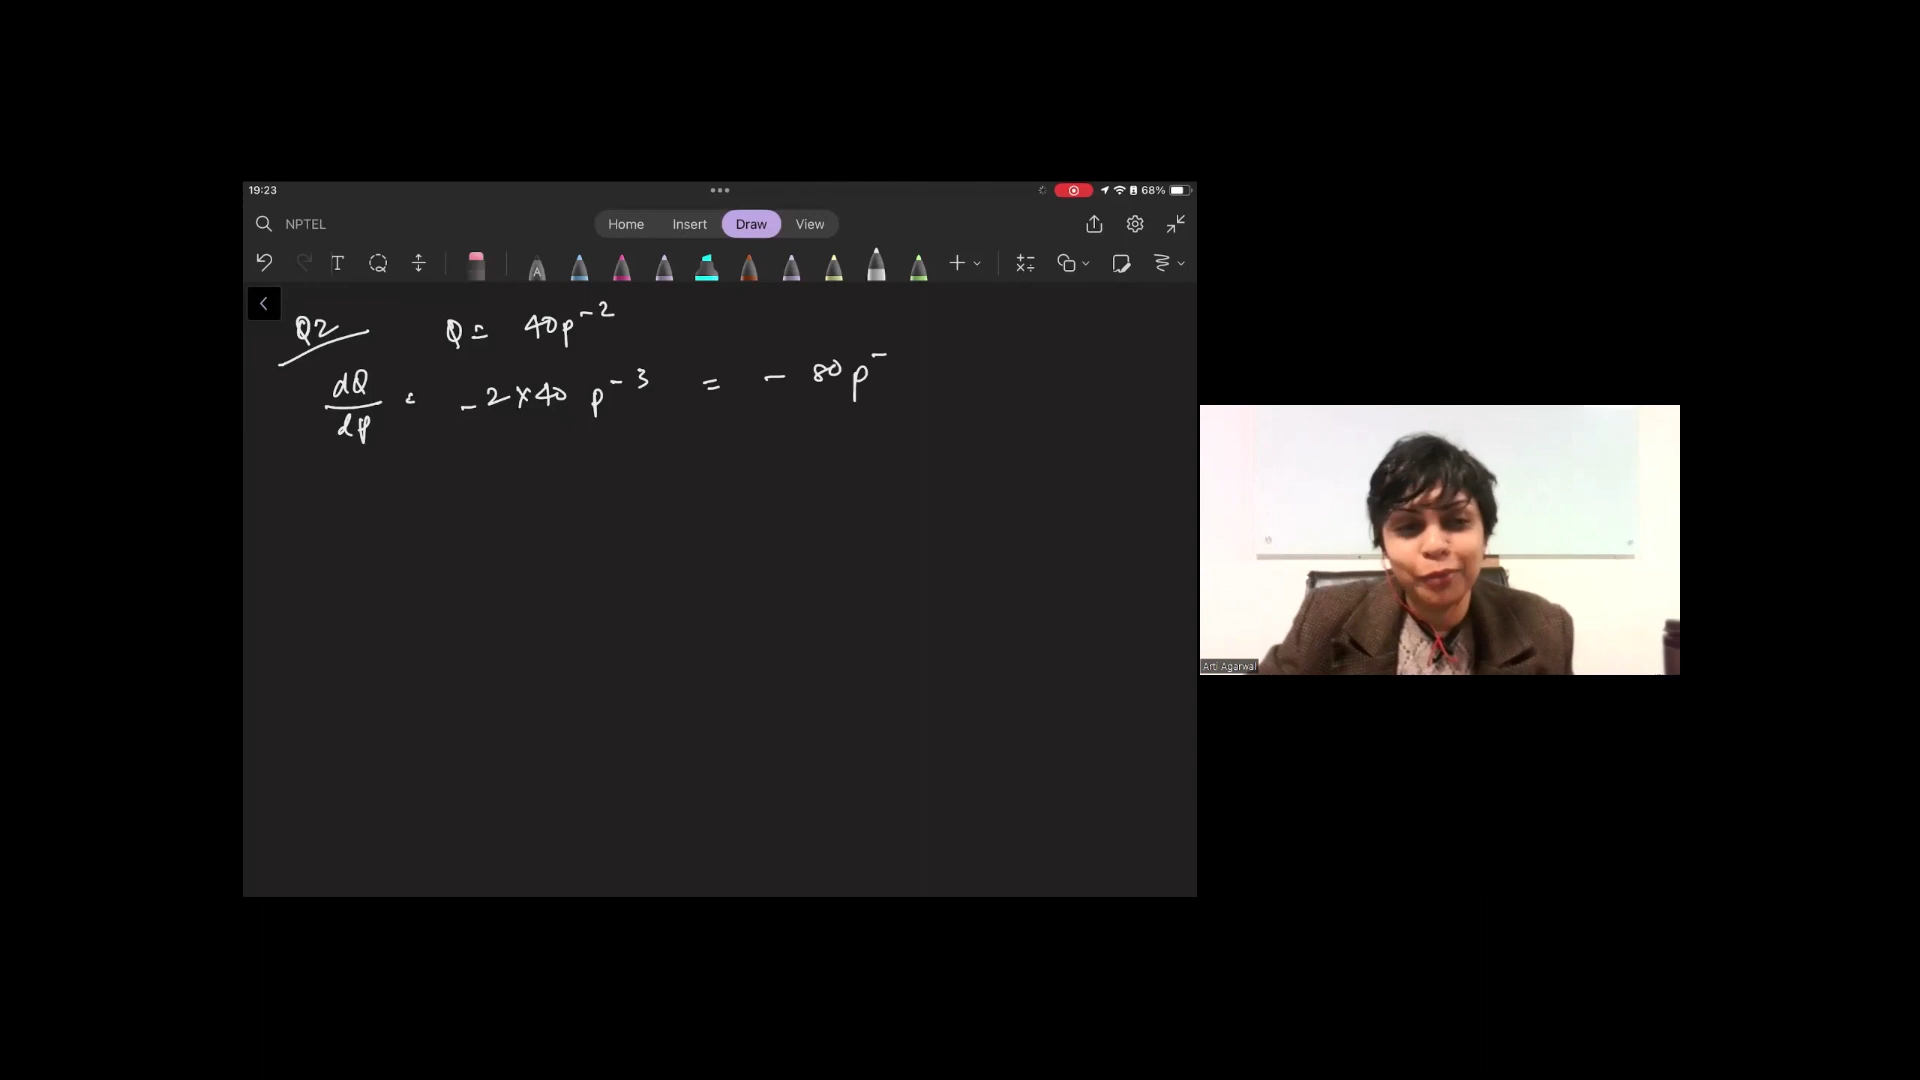 19:23
68%
NPTEL
Home Insert Draw View
T
A
Q2 Q = 40p⁻²
dQ/dp = -2×40 p⁻³ = - 80p⁻
Arti Agarwal